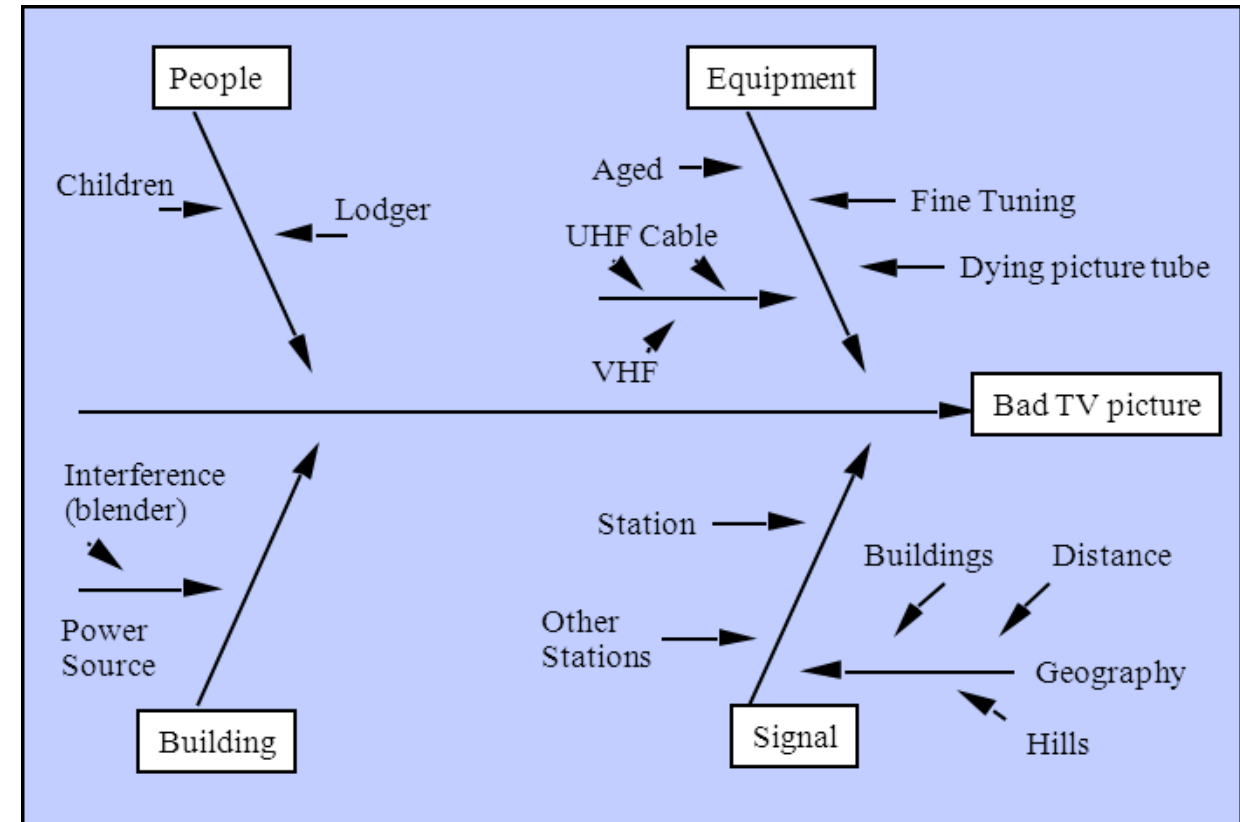 People
Equipment
Children
Lodger
Aged
Fine Tuning
UHF Cable
Dying picture tube
VHF
Bad TV picture
Interference
(blender)
Power
Source
Building
Station
Other
Stations
Buildings
Distance
Geography
Hills
Signal